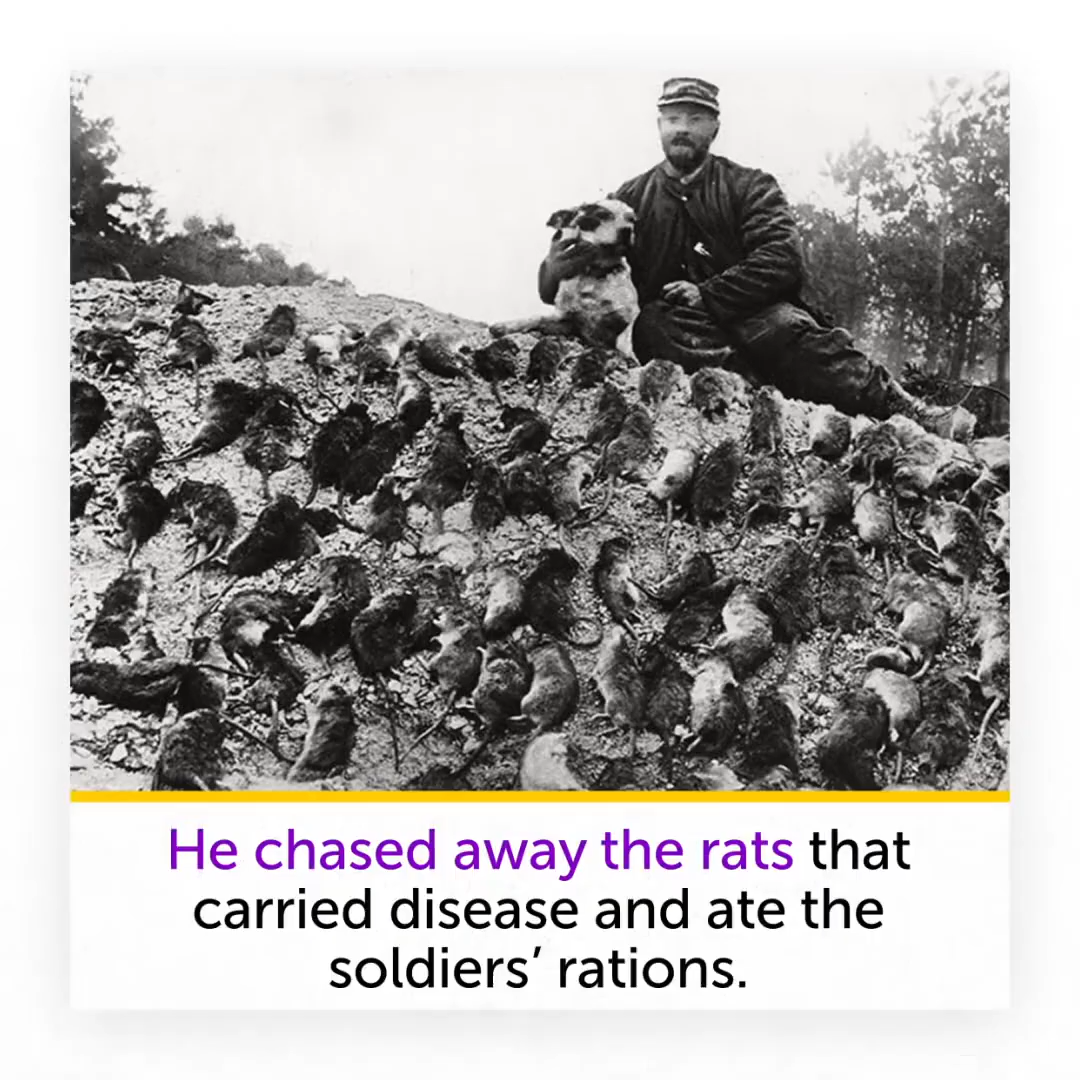 He chased away the rats that
carried disease and ate the
soldiers’ rations.